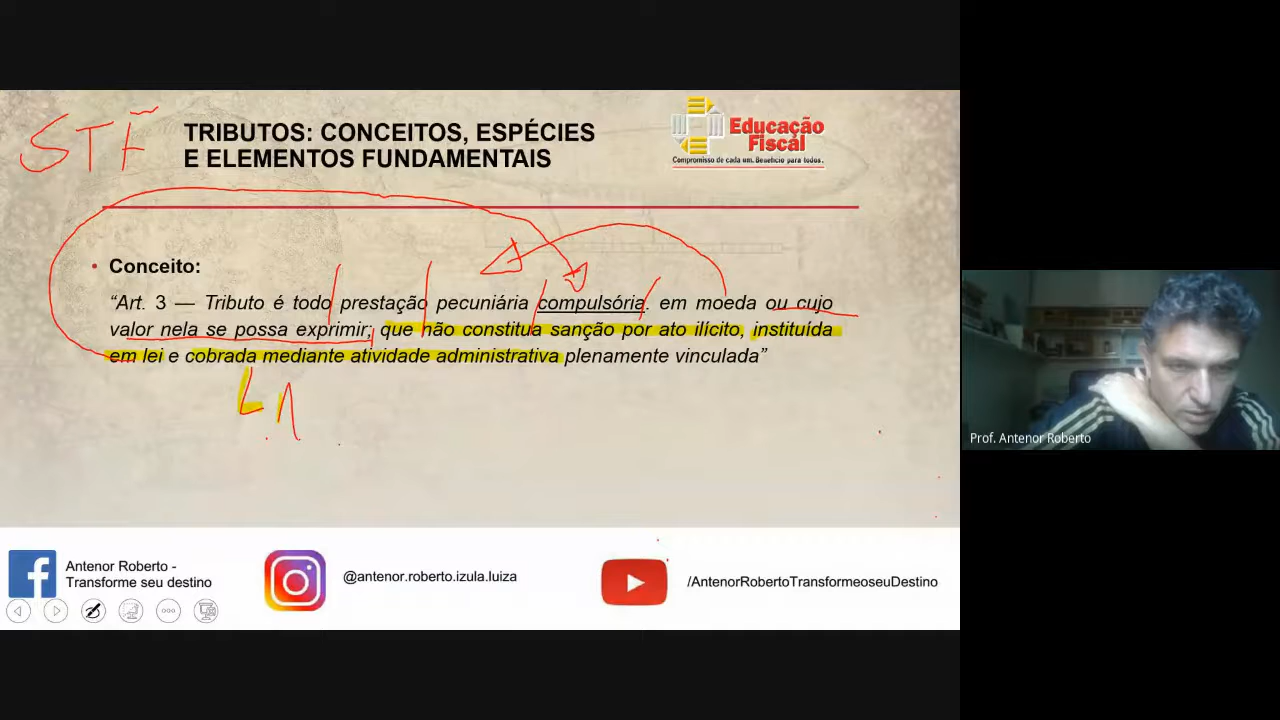 STF
TRIBUTOS: CONCEITOS, ESPÉCIES
E ELEMENTOS FUNDAMENTAIS
Educação
Fiscal
Compromisso de cada um. Benefício para todos.
• Conceito:
“Art. 3 — Tributo é todo prestação pecuniária compulsória. em moeda ou cujo
valor nela se possa exprimir; que não constitua sanção por ato ilícito, instituída
em lei e cobrada mediante atividade administrativa plenamente vinculada”
Prof. Antenor Roberto
Antenor Roberto -
Transforme seu destino
@antenor.roberto.izula.luiza
/AntenorRobertoTransformeoseuDestino